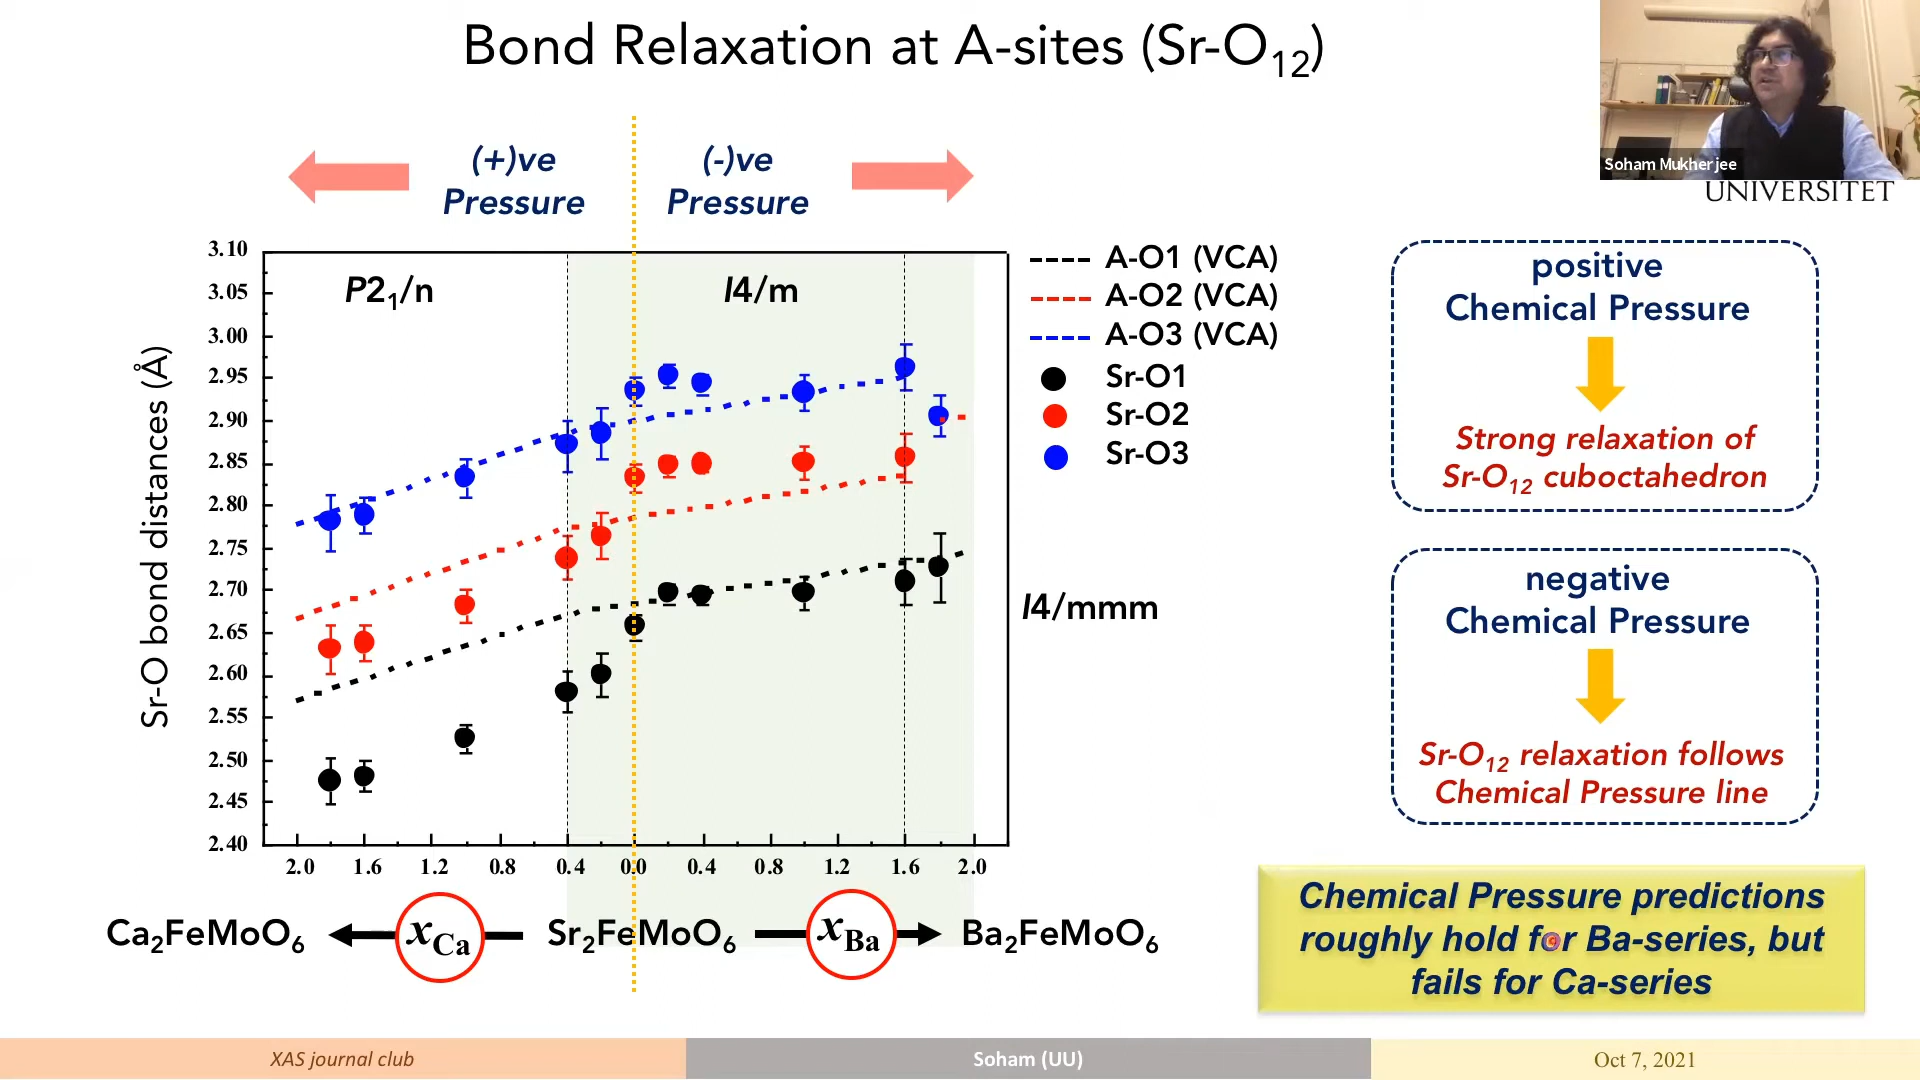 Bond Relaxation at A-sites (Sr-O12)
Soham Mukherjee
UNIVERSITET
(+)ve
Pressure
(-)ve
Pressure
Sr-O bond distances (Å)
3.10
3.05
3.00
2.95
2.90
2.85
2.80
2.75
2.70
2.65
2.60
2.55
2.50
2.45
2.40
P21/n
I4/m
I4/mmm
2.0 1.6 1.2 0.8 0.4 0.0 0.4 0.8 1.2 1.6 2.0
A-O1 (VCA)
A-O2 (VCA)
A-O3 (VCA)
Sr-O1
Sr-O2
Sr-O3
Ca2FeMoO6
xCa
Sr2FeMoO6
xBa
Ba2FeMoO6
positive
Chemical Pressure
Strong relaxation of
Sr-O12 cuboctahedron
negative
Chemical Pressure
Sr-O12 relaxation follows
Chemical Pressure line
Chemical Pressure predictions
roughly hold for Ba-series, but
fails for Ca-series
XAS journal club
Soham (UU)
Oct 7, 2021